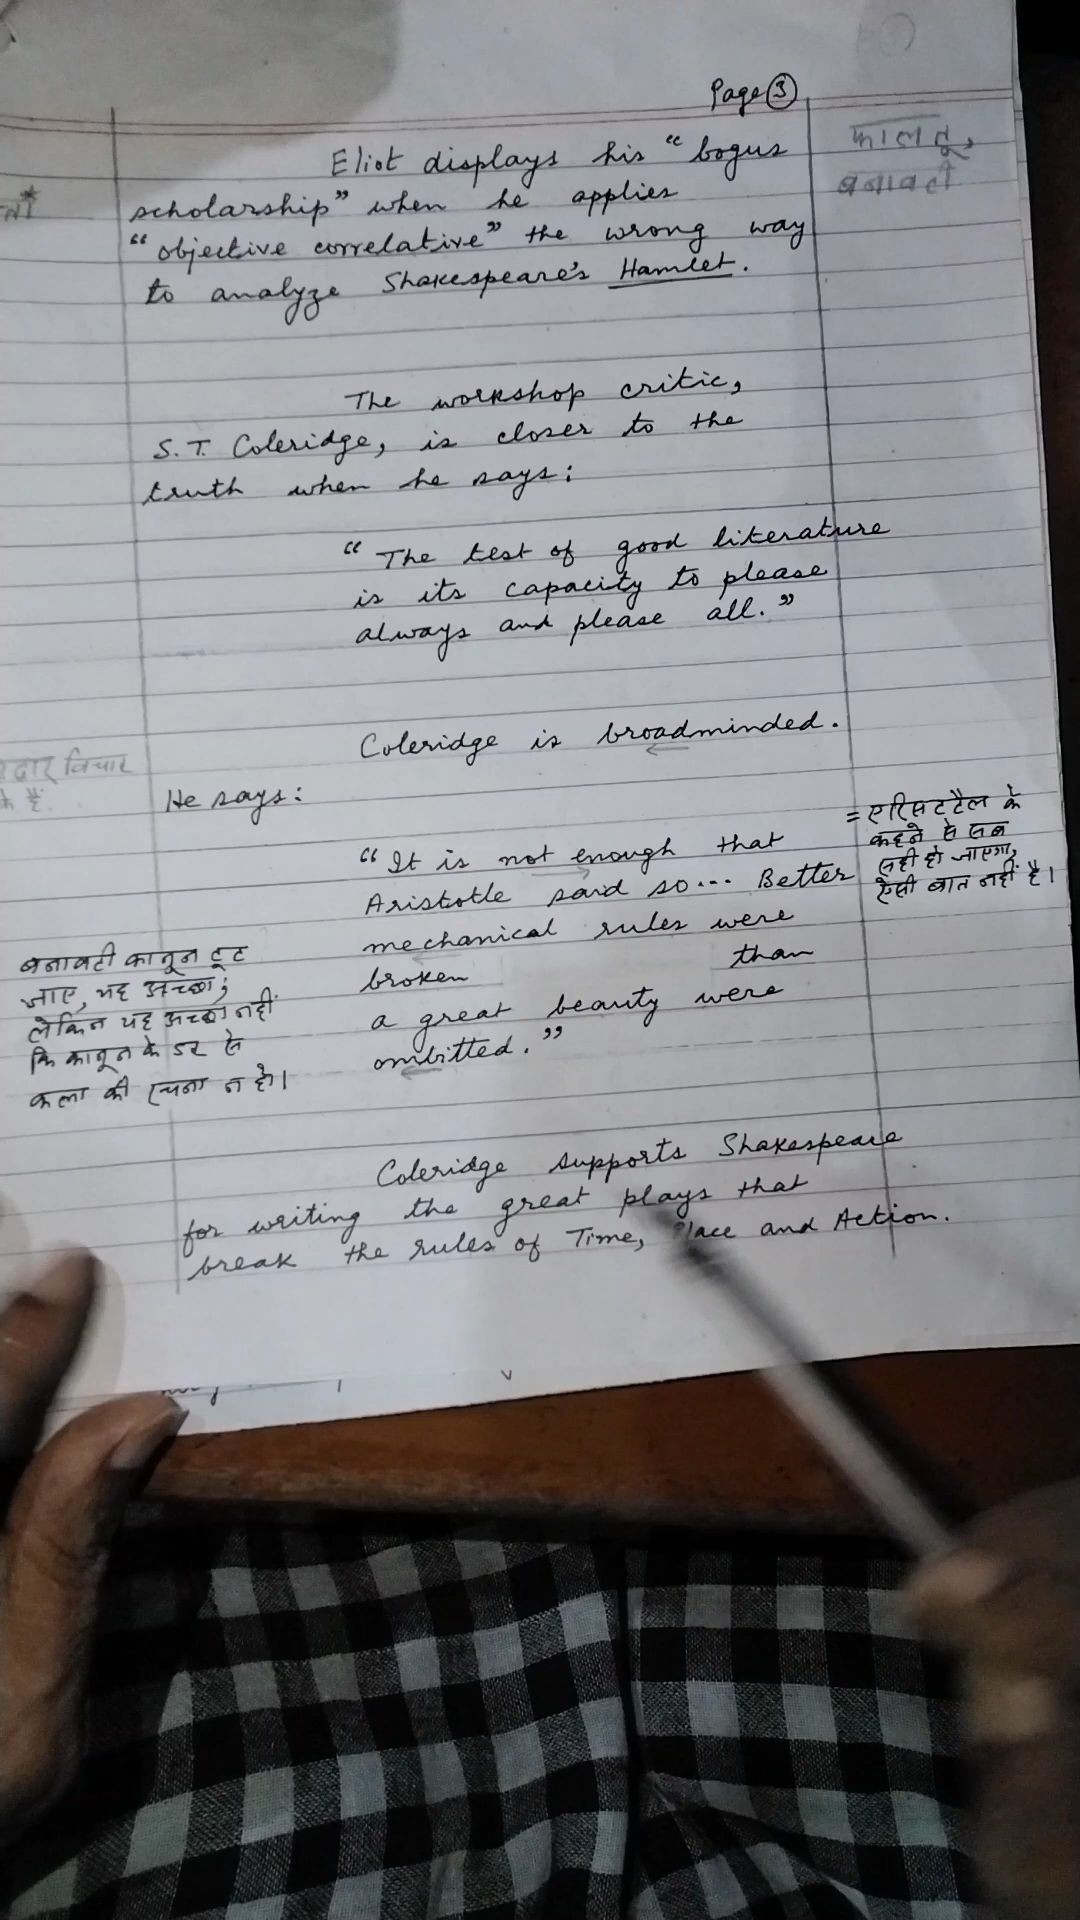 Page 3
Eliot displays his "bogus
scholarship" when he applies
"objective correlative" the wrong way
to analyze Shakespeare's Hamlet.
फालतू,
बनावटी
The workshop critic,
S.T. Coleridge, is closer to the
truth when he says:
"The test of good literature
is its capacity to please
always and please all."
Coleridge is broadminded.
विचार
He says:
"It is not enough that
Aristotle said so... Better
mechanical rules were
broken than
a great beauty were
ombitted."
= एरिसटटैल के
कहने से सब
सही हो जाएगा,
ऐसी बात नहीं है।
बनावटी कानून टूट
जाए, यह अच्छा;
लेकिन यह अच्छा नहीं
कि कानून के डर से
कला की रचना न हो।
Coleridge supports Shakespeare
for writing the great plays that
break the rules of Time, Place and Action.